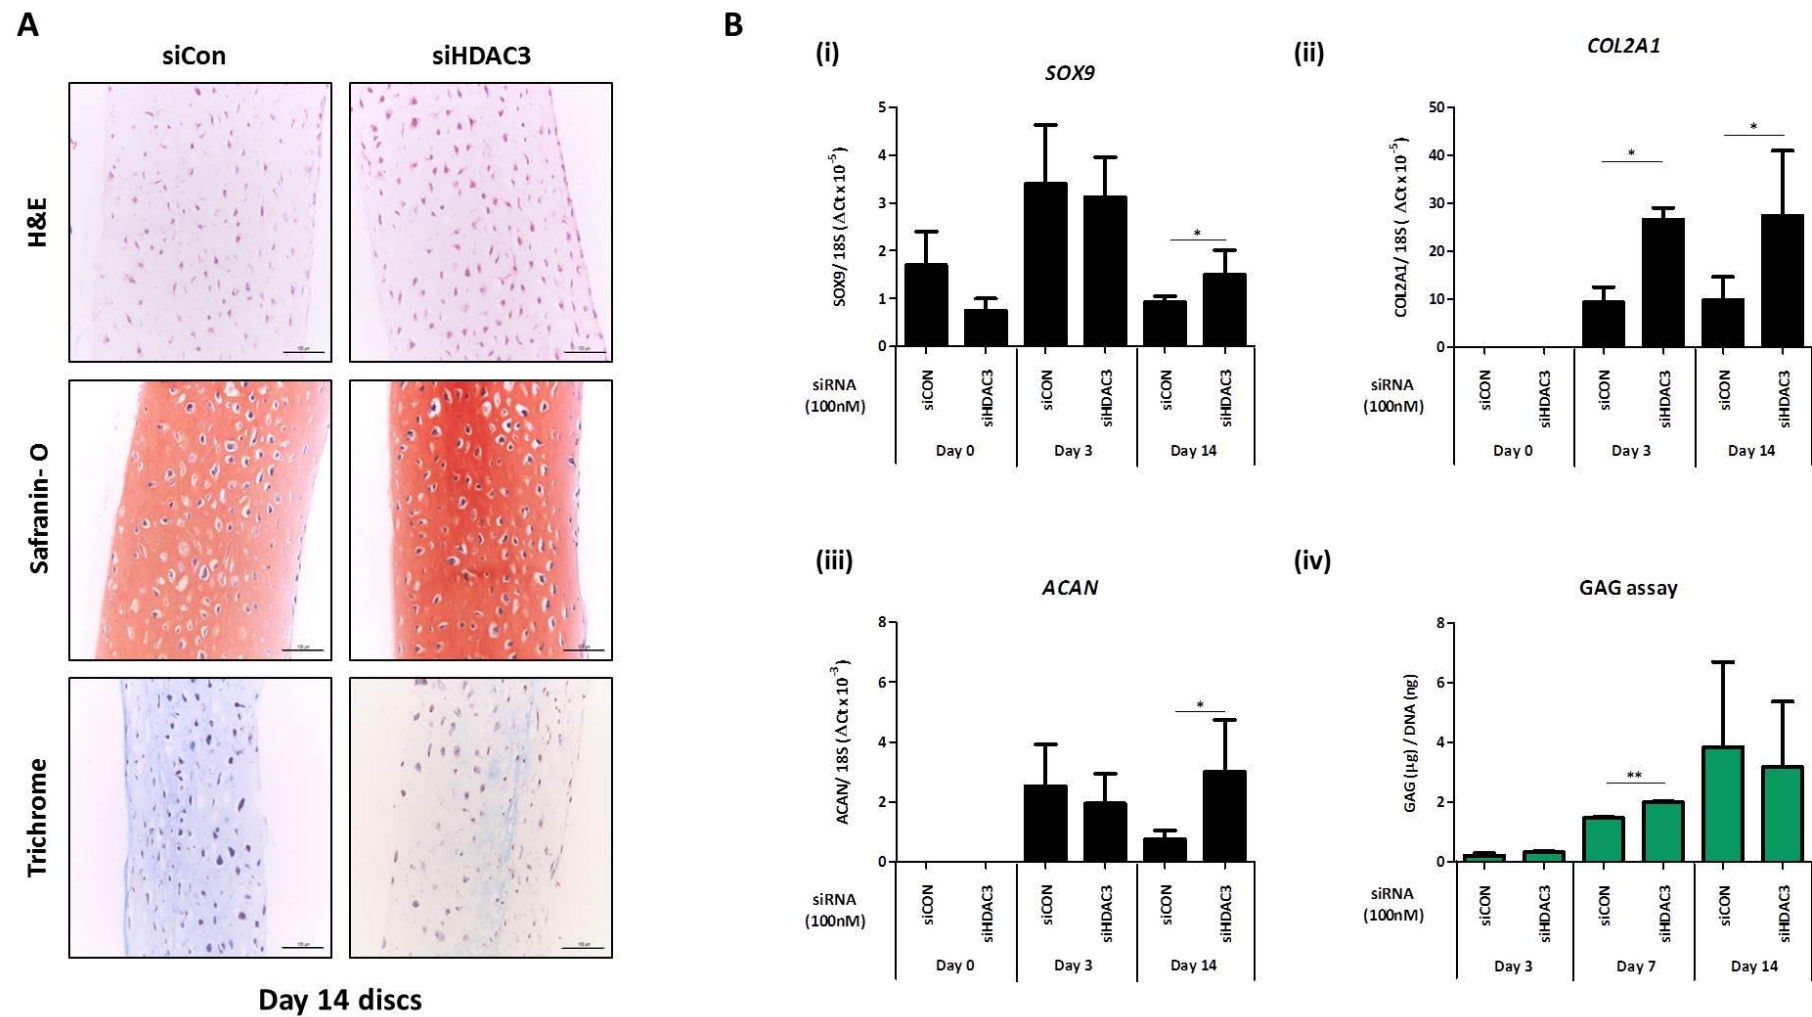 A
siCon
siHDAC3
H&E
Safranin- O
Trichrome
Day 14 discs
B
(i)
SOX9
SOX9/ 18S (ΔCt x 10-5)
5
4
3
2
1
0
*
siRNA
(100nM)
siCON
siHDAC3
siCON
siHDAC3
siCON
siHDAC3
Day 0
Day 3
Day 14
(ii)
COL2A1
COL2A1/ 18S ( ΔCt x 10-5)
50
40
30
20
10
0
*
*
siRNA
(100nM)
siCON
siHDAC3
siCON
siHDAC3
siCON
siHDAC3
Day 0
Day 3
Day 14
(iii)
ACAN
ACAN/ 18S (ΔCt x 10-3)
8
6
4
2
0
*
siRNA
(100nM)
siCON
siHDAC3
siCON
siHDAC3
siCON
siHDAC3
Day 0
Day 3
Day 14
(iv)
GAG assay
GAG (µg) / DNA (ng)
8
6
4
2
0
**
siRNA
(100nM)
siCON
siHDAC3
siCON
siHDAC3
siCON
siHDAC3
Day 3
Day 7
Day 14